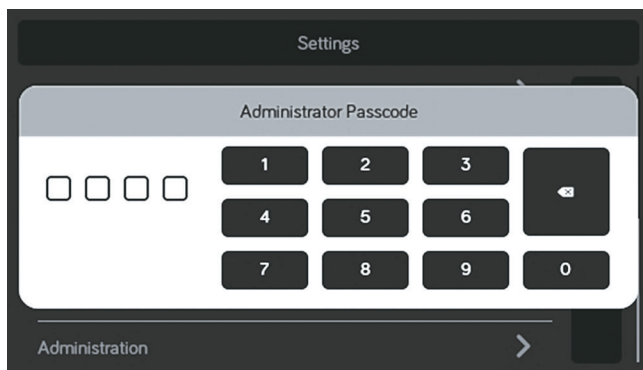 Settings
Administrator Passcode
1 2 3
4 5 6
7 8 9 0
Administration